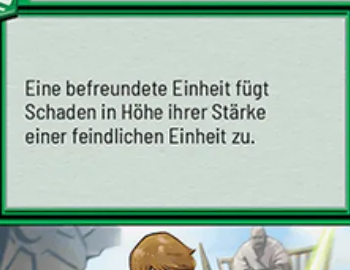 Eine befreundete Einheit fügt
Schaden in Höhe ihrer Stärke
einer feindlichen Einheit zu.